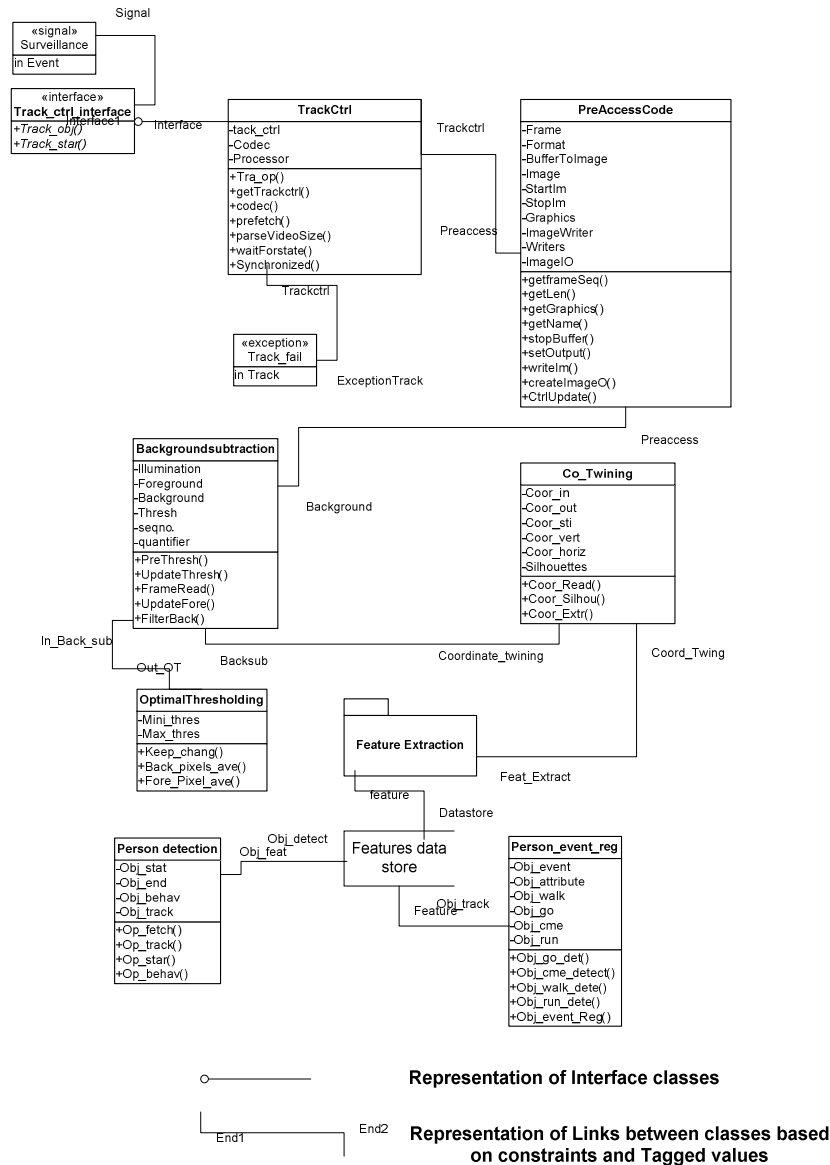 Signal
«signal»
Surveillance
in Event
«interface»
Track_ctrl_interface
Interface1
+Track_obj()
+Track_star()
Interface
TrackCtrl
-tack_ctrl
-Codec
-Processor
+Tra_op()
+getTrackctrl()
+codec()
+prefetch()
+parseVideoSize()
+waitForstate()
+Synchronized()
Trackctrl
Preaccess
PreAccessCode
-Frame
-Format
-BufferToImage
-Image
-StartIm
-StopIm
-Graphics
-ImageWriter
-Writers
-ImageIO
+getframeSeq()
+getLen()
+getGraphics()
+getName()
+stopBuffer()
+setOutput()
+writeIm()
+createImageO()
+CtrlUpdate()
Trackctrl
«exception»
Track_fail
in Track
ExceptionTrack
Preaccess
Backgroundsubtraction
-Illumination
-Foreground
-Background
-Thresh
-seqno.
-quantifier
+PreThresh()
+UpdateThresh()
+FrameRead()
+UpdateFore()
+FilterBack()
Background
Co_Twining
-Coor_in
-Coor_out
-Coor_sti
-Coor_vert
-Coor_horiz
-Silhouettes
+Coor_Read()
+Coor_Silhou()
+Coor_Extr()
In_Back_sub
Out_OT
Backsub
Coordinate_twining
Coord_Twing
OptimalThresholding
-Mini_thres
-Max_thres
+Keep_chang()
+Back_pixels_ave()
+Fore_Pixel_ave()
Feature Extraction
Feat_Extract
feature
Datastore
Person detection
-Obj_stat
-Obj_end
-Obj_behav
-Obj_track
+Op_fetch()
+Op_track()
+Op_star()
+Op_behav()
Obj_detect
Obj_feat
Features data
store
Obj_track
Feature
Person_event_reg
-Obj_event
-Obj_attribute
-Obj_walk
-Obj_go
-Obj_cme
-Obj_run
+Obj_go_det()
+Obj_cme_detect()
+Obj_walk_dete()
+Obj_run_dete()
+Obj_event_Reg()
Representation of Interface classes
End1
End2
Representation of Links between classes based
on constraints and Tagged values